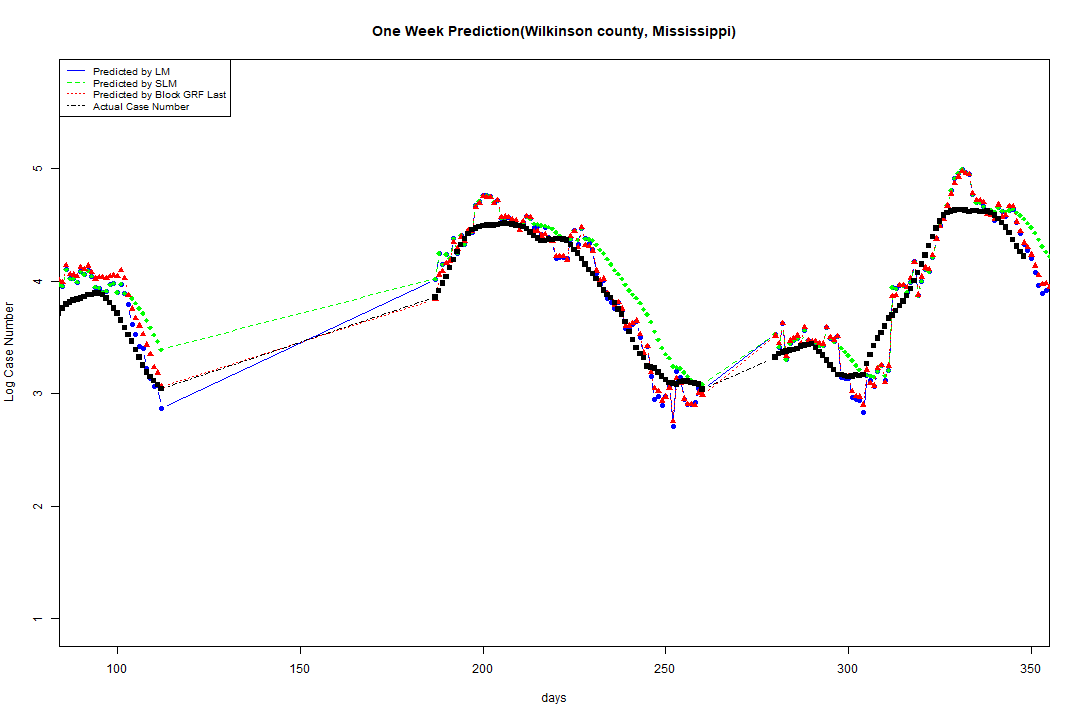 One Week Prediction(Wilkinson county, Mississippi)
Predicted by LM
Predicted by SLM
Predicted by Block GRF Last
Actual Case Number
Log Case Number
5
4
3
2
1
100 150 200 250 300 350
days